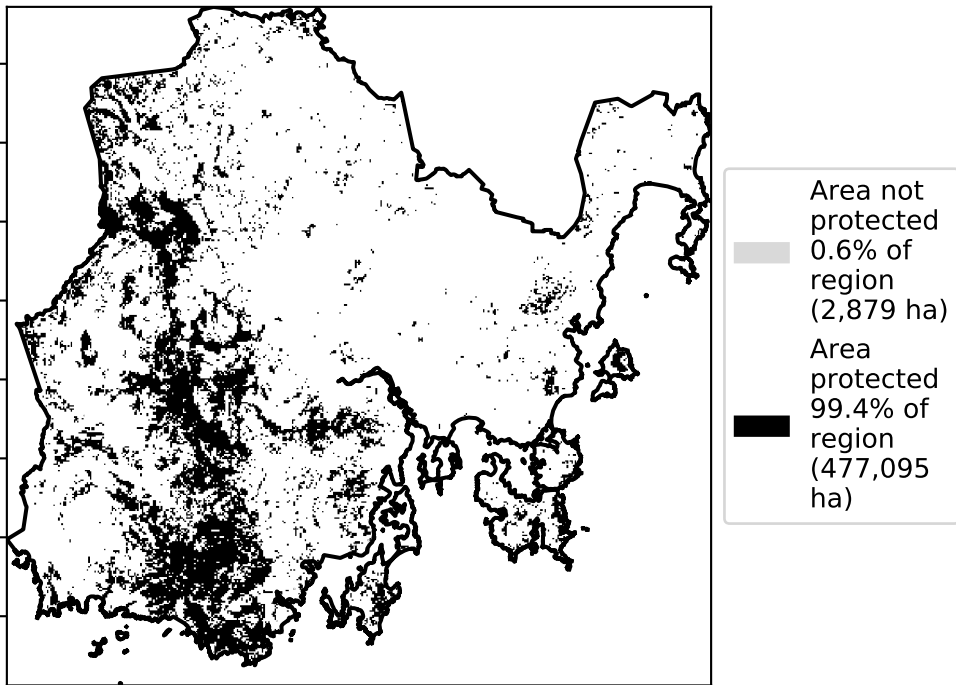 Area not
protected
0.6% of
region
(2,879 ha)
Area
protected
99.4% of
region
(477,095
ha)